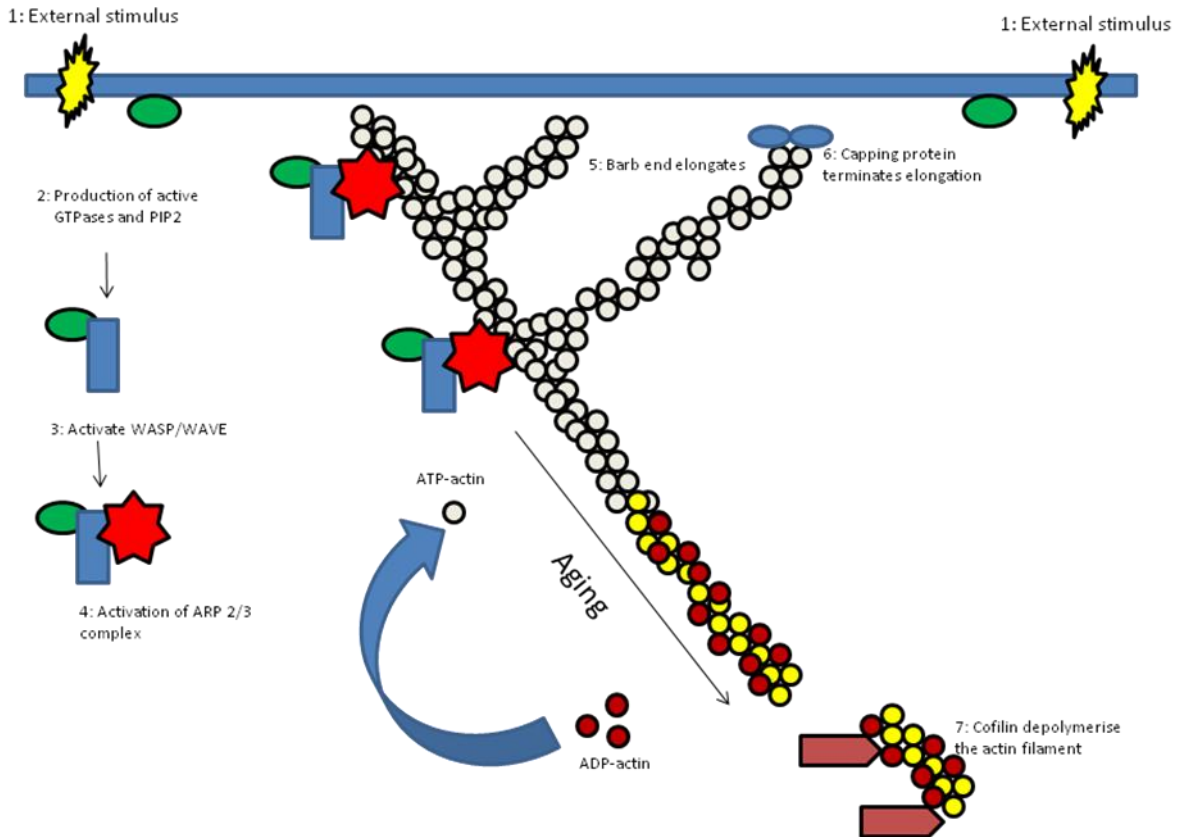 1: External stimulus
1: External stimulus
2: Production of active
GTPases and PIP2
3: Activate WASP/WAVE
4: Activation of ARP 2/3
complex
5: Barb end elongates
6: Capping protein
terminates elongation
ATP-actin
Aging
ADP-actin
7: Cofilin depolymerise
the actin filament